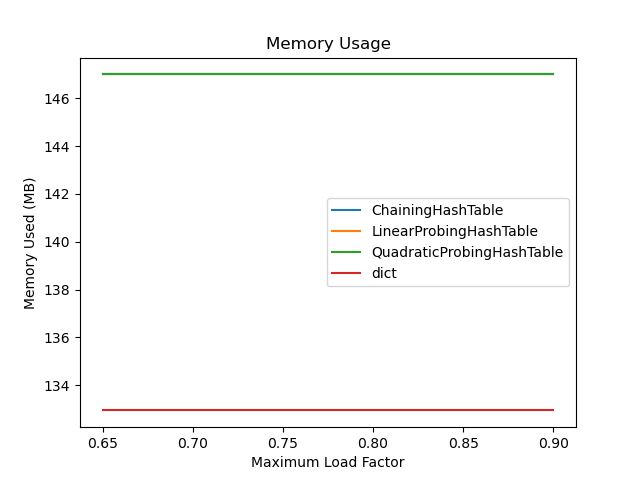 Memory Usage
Memory Used (MB)
146
144
142
140
138
136
134
ChainingHashTable
LinearProbingHashTable
QuadraticProbingHashTable
dict
0.65 0.70 0.75 0.80 0.85 0.90
Maximum Load Factor